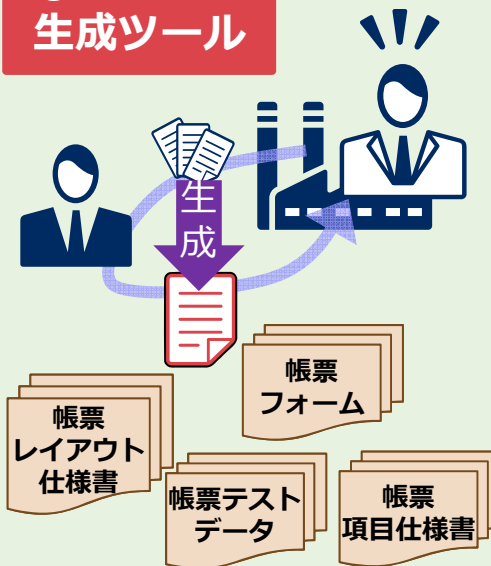 生成ツール
生
成
帳票
フォーム
帳票
レイアウト
仕様書
帳票テスト
データ
帳票
項目仕様書